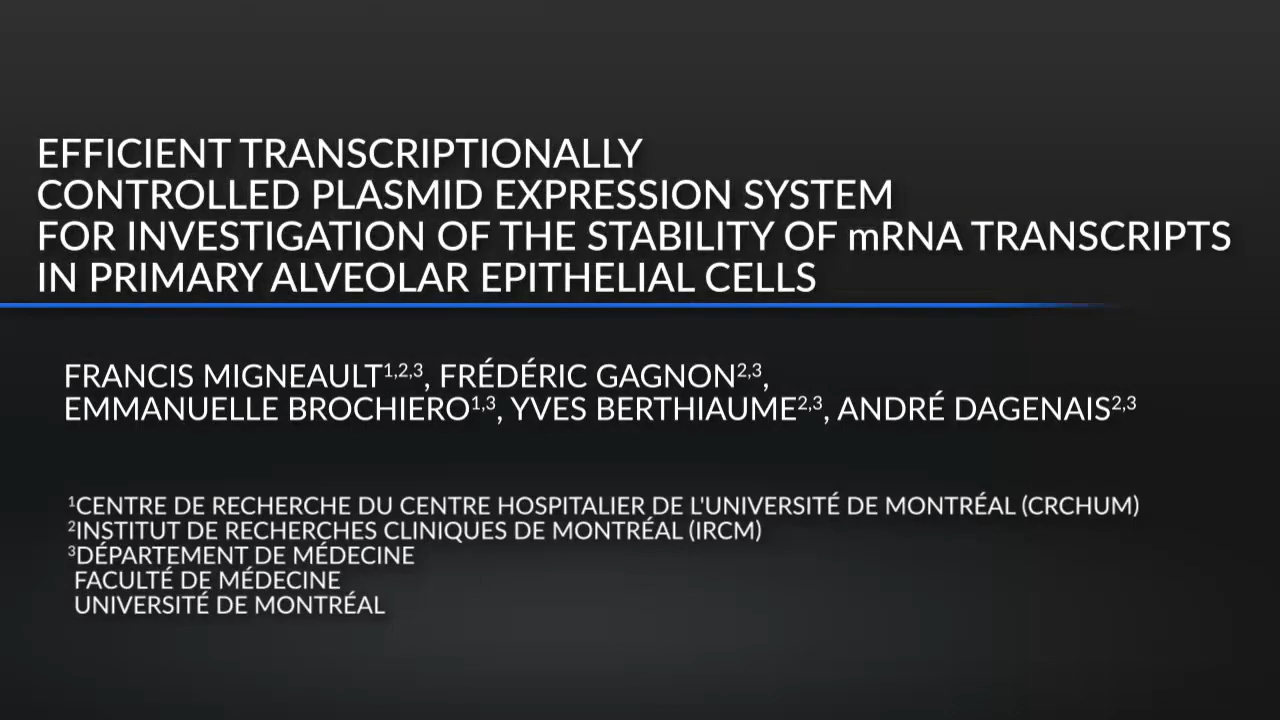 EFFICIENT TRANSCRIPTIONALLY
CONTROLLED PLASMID EXPRESSION SYSTEM
FOR INVESTIGATION OF THE STABILITY OF mRNA TRANSCRIPTS
IN PRIMARY ALVEOLAR EPITHELIAL CELLS
FRANCIS MIGNEAULT¹,²,³, FRÉDÉRIC GAGNON²,³,
EMMANUELLE BROCHIERO¹,³, YVES BERTHIAUME²,³, ANDRÉ DAGENAIS²,³
¹CENTRE DE RECHERCHE DU CENTRE HOSPITALIER DE L'UNIVERSITÉ DE MONTRÉAL (CRCHUM)
²INSTITUT DE RECHERCHES CLINIQUES DE MONTRÉAL (IRCM)
³DÉPARTEMENT DE MÉDECINE
FACULTÉ DE MÉDECINE
UNIVERSITÉ DE MONTRÉAL